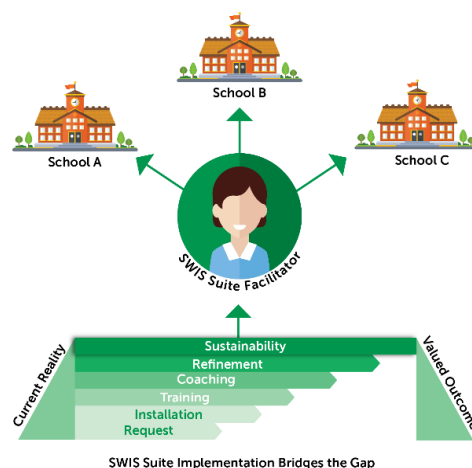 School B
School A
School C
SWIS Suite Facilitator
Current Reality
Sustainability
Refinement
Coaching
Training
Installation
Request
Valued Outcome
SWIS Suite Implementation Bridges the Gap